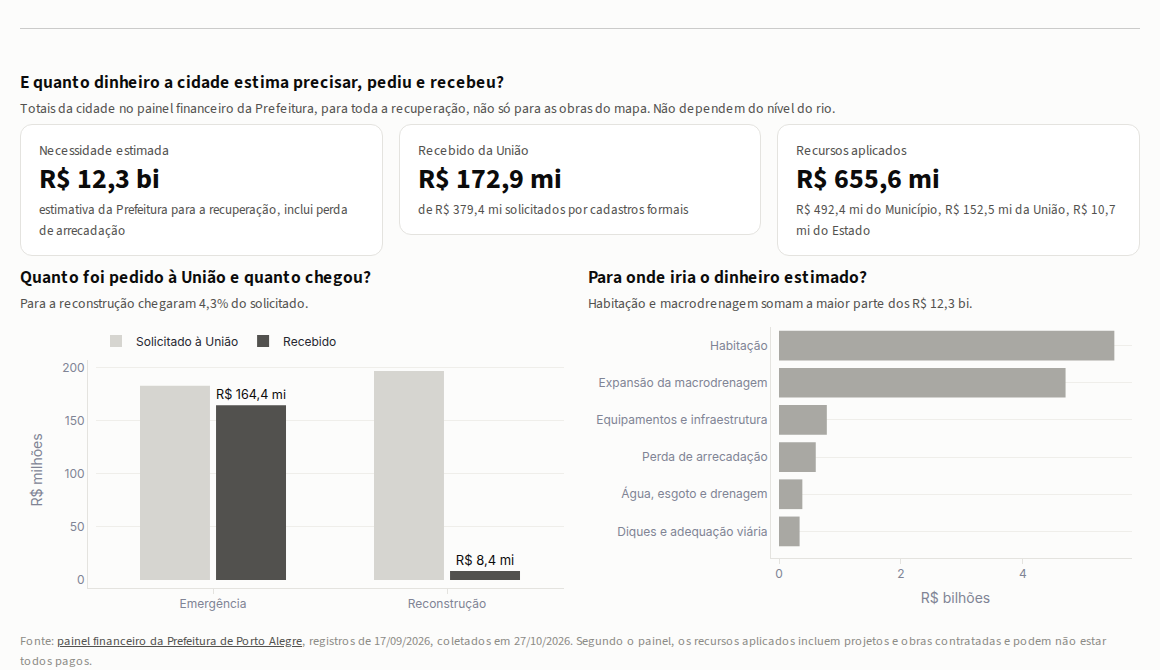 E quanto dinheiro a cidade estima precisar, pediu e recebeu?
Totais da cidade no painel financeiro da Prefeitura, para toda a recuperação, não só para as obras do mapa. Não dependem do nível do rio.
Necessidade estimada
R$ 12,3 bi
estimativa da Prefeitura para a recuperação, inclui perda
de arrecadação
Recebido da União
R$ 172,9 mi
de R$ 379,4 mi solicitados por cadastros formais
Recursos aplicados
R$ 655,6 mi
R$ 492,4 mi do Município, R$ 152,5 mi da União, R$ 10,7
mi do Estado
Quanto foi pedido à União e quanto chegou?
Para a reconstrução chegaram 4,3% do solicitado.
Solicitado à União
Recebido
R$ milhões
200
150
100
50
0
R$ 164,4 mi
R$ 8,4 mi
Emergência
Reconstrução
Para onde iria o dinheiro estimado?
Habitação e macrodrenagem somam a maior parte dos R$ 12,3 bi.
Habitação
Expansão da macrodrenagem
Equipamentos e infraestrutura
Perda de arrecadação
Água, esgoto e drenagem
Diques e adequação viária
0
2
4
R$ bilhões
Fonte: painel financeiro da Prefeitura de Porto Alegre, registros de 17/09/2026, coletados em 27/10/2026. Segundo o painel, os recursos aplicados incluem projetos e obras contratadas e podem não estar
todos pagos.